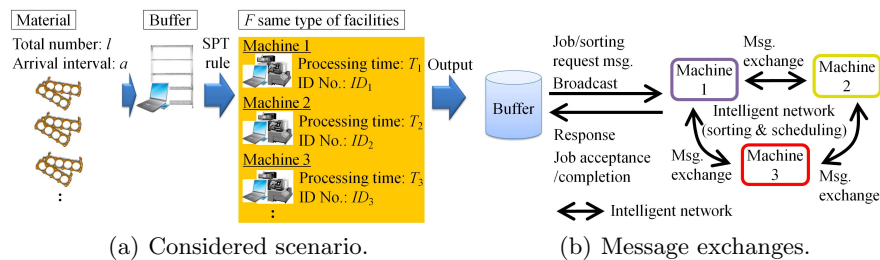 Material
Total number: l
Arrival interval: a
Buffer
SPT
rule
F same type of facilities
Machine 1
Processing time: T1
ID No.: ID1
Machine 2
Processing time: T2
ID No.: ID2
Machine 3
Processing time: T3
ID No.: ID3
Output
(a) Considered scenario.
Buffer
Job/sorting
request msg.
Broadcast
Response
Job acceptance
/completion
Machine
1
Msg.
exchange
Machine
2
Intelligent network
(sorting & scheduling)
Msg.
exchange
Machine
3
Msg.
exchange
Intelligent network
(b) Message exchanges.